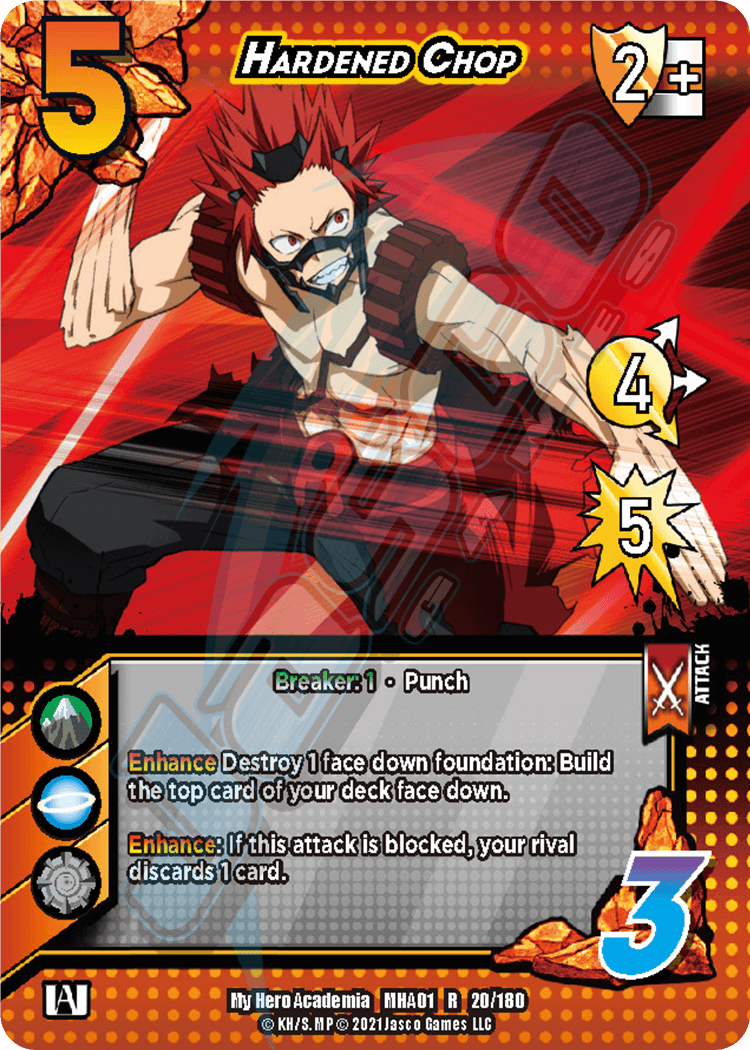 5
HARDENED CHOP
2 +
4
5
ATTACK
Breaker: 1 • Punch
Enhance Destroy 1 face down foundation: Build
the top card of your deck face down.
Enhance: If this attack is blocked, your rival
discards 1 card.
3
UA
My Hero Academia MHA01 R 20/180
© KH/S. MP © 2021 Jasco Games LLC